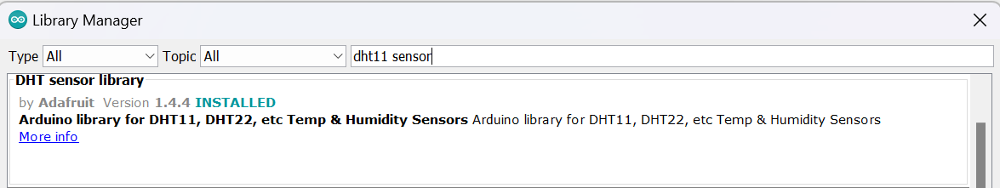 Library Manager
Type All Topic All dht11 sensor
DHT sensor library
by Adafruit Version 1.4.4 INSTALLED
Arduino library for DHT11, DHT22, etc Temp & Humidity Sensors Arduino library for DHT11, DHT22, etc Temp & Humidity Sensors
More info